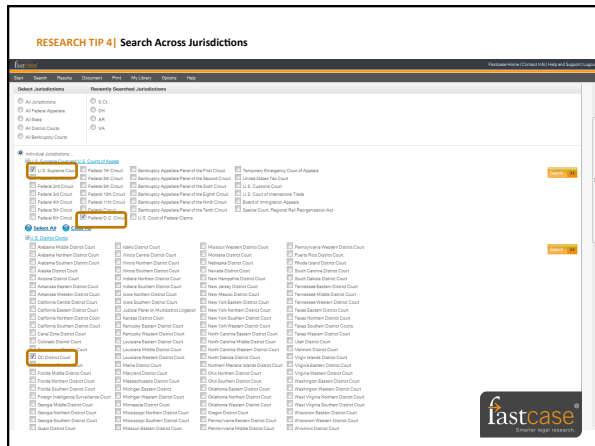 RESEARCH TIP 4| Search Across Jurisdictions
fastcase
Fastcase Home | Contact Info | Help and Support | Logout
Start Search Results Document Print My Library Options Help
Select Jurisdictions Recently Searched Jurisdictions
All Jurisdictions S.Ct.
All Federal Appellate OH
All State AR
All District Courts VA
All Bankruptcy Courts
Individual Jurisdictions...
U.S. Supreme Court and U.S. Courts of Appeal
U.S. Supreme Court Federal 7th Circuit Bankruptcy Appellate Panel of the First Circuit Temporary Emergency Court of Appeals
Federal 8th Circuit Bankruptcy Appellate Panel of the Second Circuit United States Tax Court
Search
Federal 2nd Circuit Federal 9th Circuit Bankruptcy Appellate Panel of the Sixth Circuit U.S. Customs Court
Federal 3rd Circuit Federal 10th Circuit Bankruptcy Appellate Panel of the Eighth Circuit U.S. Court of International Trade
Federal 4th Circuit Federal 11th Circuit Bankruptcy Appellate Panel of the Ninth Circuit Board of Immigration Appeals
Federal 5th Circuit Bankruptcy Appellate Panel of the Tenth Circuit Special Court, Regional Rail Reorganization Act
Federal 6th Circuit Federal D.C. Circuit U.S. Court of Federal Claims
Select All Clear All
U.S. District Courts
Alabama Middle District Court Idaho District Court Missouri Western District Court Pennsylvania Western District Court
Search
Alabama Northern District Court Illinois Central District Court Montana District Court Puerto Rico District Court
Alabama Southern District Court Illinois Northern District Court Nebraska District Court Rhode Island District Court
Alaska District Court Illinois Southern District Court Nevada District Court South Carolina District Court
Arizona District Court Indiana Northern District Court New Hampshire District Court South Dakota District Court
Arkansas Eastern District Court Indiana Southern District Court New Jersey District Court Tennessee Eastern District Court
Arkansas Western District Court Iowa Northern District Court New Mexico District Court Tennessee Middle District Court
California Central District Court Iowa Southern District Court New York Eastern District Court Tennessee Western District Court
California Eastern District Court Judicial Panel on Multidistrict Litigation New York Northern District Court Texas Eastern District Court
California Northern District Court Kansas District Court New York Southern District Court Texas Northern District Court
California Southern District Court Kentucky Eastern District Court New York Western District Court Texas Southern District Courts
Canal Zone District Court Kentucky Western District Court North Carolina Eastern District Court Texas Western District Court
Colorado District Court Louisiana Eastern District Court North Carolina Middle District Court Utah District Court
Louisiana Middle District Court North Carolina Western District Court Vermont District Court
DC District Court Louisiana Western District Court North Dakota District Court Virgin Islands District Court
Maine District Court Northern Mariana Islands District Court Virginia Eastern District Court
Florida Middle District Court Maryland District Court Ohio Northern District Court Virginia Western District Court
Florida Northern District Court Massachusetts District Court Ohio Southern District Court Washington Eastern District Court
Florida Southern District Court Michigan Eastern District Court Oklahoma Eastern District Court Washington Western District Court
Foreign Intelligence Surveillance Court Michigan Western District Court Oklahoma Northern District Court West Virginia Northern District Court
Georgia Middle District Court Minnesota District Court Oklahoma Western District Court West Virginia Southern District Court
Georgia Northern District Court Mississippi Northern District Court Oregon District Court Wisconsin Eastern District Court
Georgia Southern District Court Mississippi Southern District Court Pennsylvania Eastern District Court Wisconsin Western District Court
Guam District Court Missouri Eastern District Court Pennsylvania Middle District Court Wyoming District Court
fastcase®
Smarter legal research.